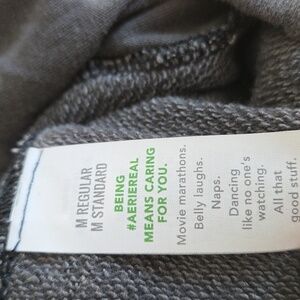 M REGULAR
M STANDARD
BEING
#AERIEREAL
MEANS CARING
FOR YOU.
Movie marathons.
Belly laughs.
Naps.
Dancing
like no one's
watching.
All that
good stuff.